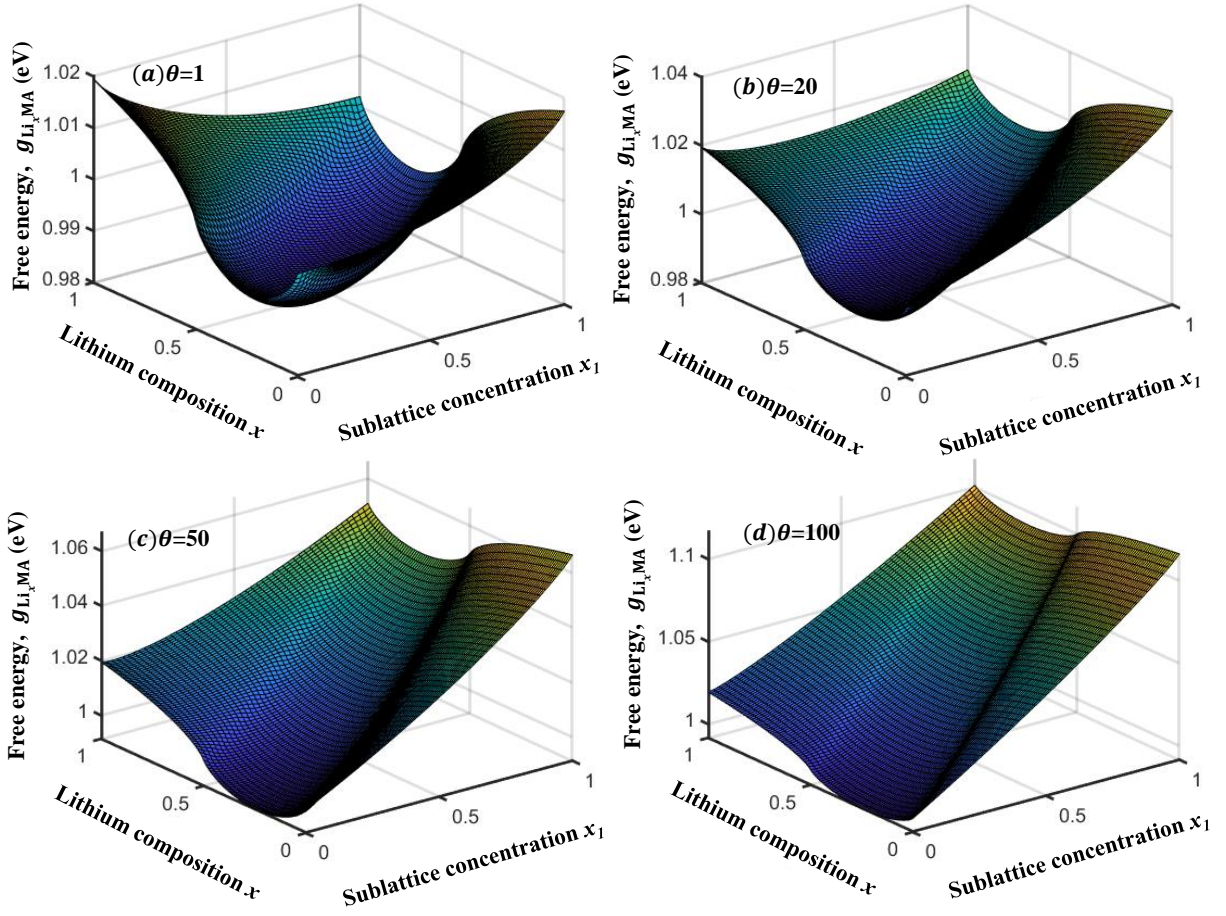 (a)θ=1
Free energy, g_{Li_xMA} (eV)
1.02
1.01
1
0.99
0.98
1
0.5
0
Lithium composition x
0
0.5
1
Sublattice concentration x_1
(b)θ=20
Free energy, g_{Li_xMA} (eV)
1.04
1.02
1
0.98
1
0.5
0
Lithium composition x
0
0.5
1
Sublattice concentration x_1
(c)θ=50
Free energy, g_{Li_xMA} (eV)
1.06
1.04
1.02
1
1
0.5
0
Lithium composition x
0
0.5
1
Sublattice concentration x_1
(d)θ=100
Free energy, g_{Li_xMA} (eV)
1.1
1.05
1
1
0.5
0
Lithium composition x
0
0.5
1
Sublattice concentration x_1